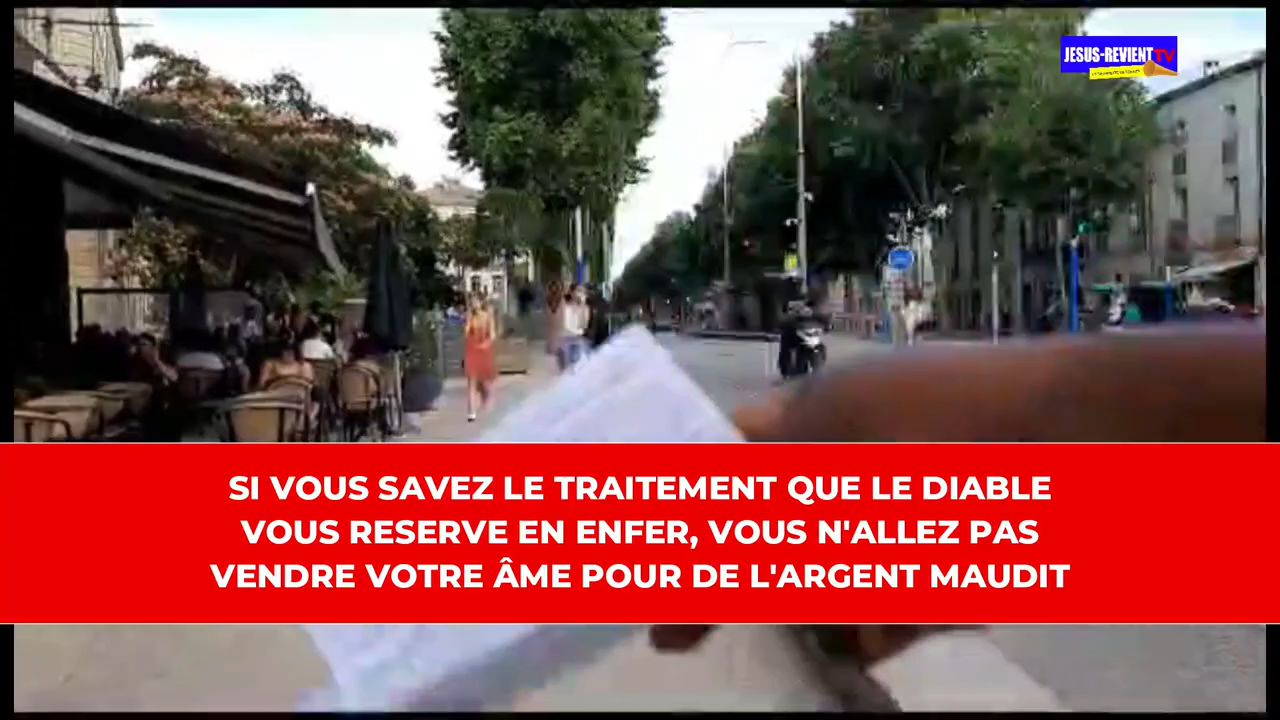 JESUS-REVIENT TV
SI VOUS SAVEZ LE TRAITEMENT QUE LE DIABLE
VOUS RESERVE EN ENFER, VOUS N'ALLEZ PAS
VENDRE VOTRE ÂME POUR DE L'ARGENT MAUDIT